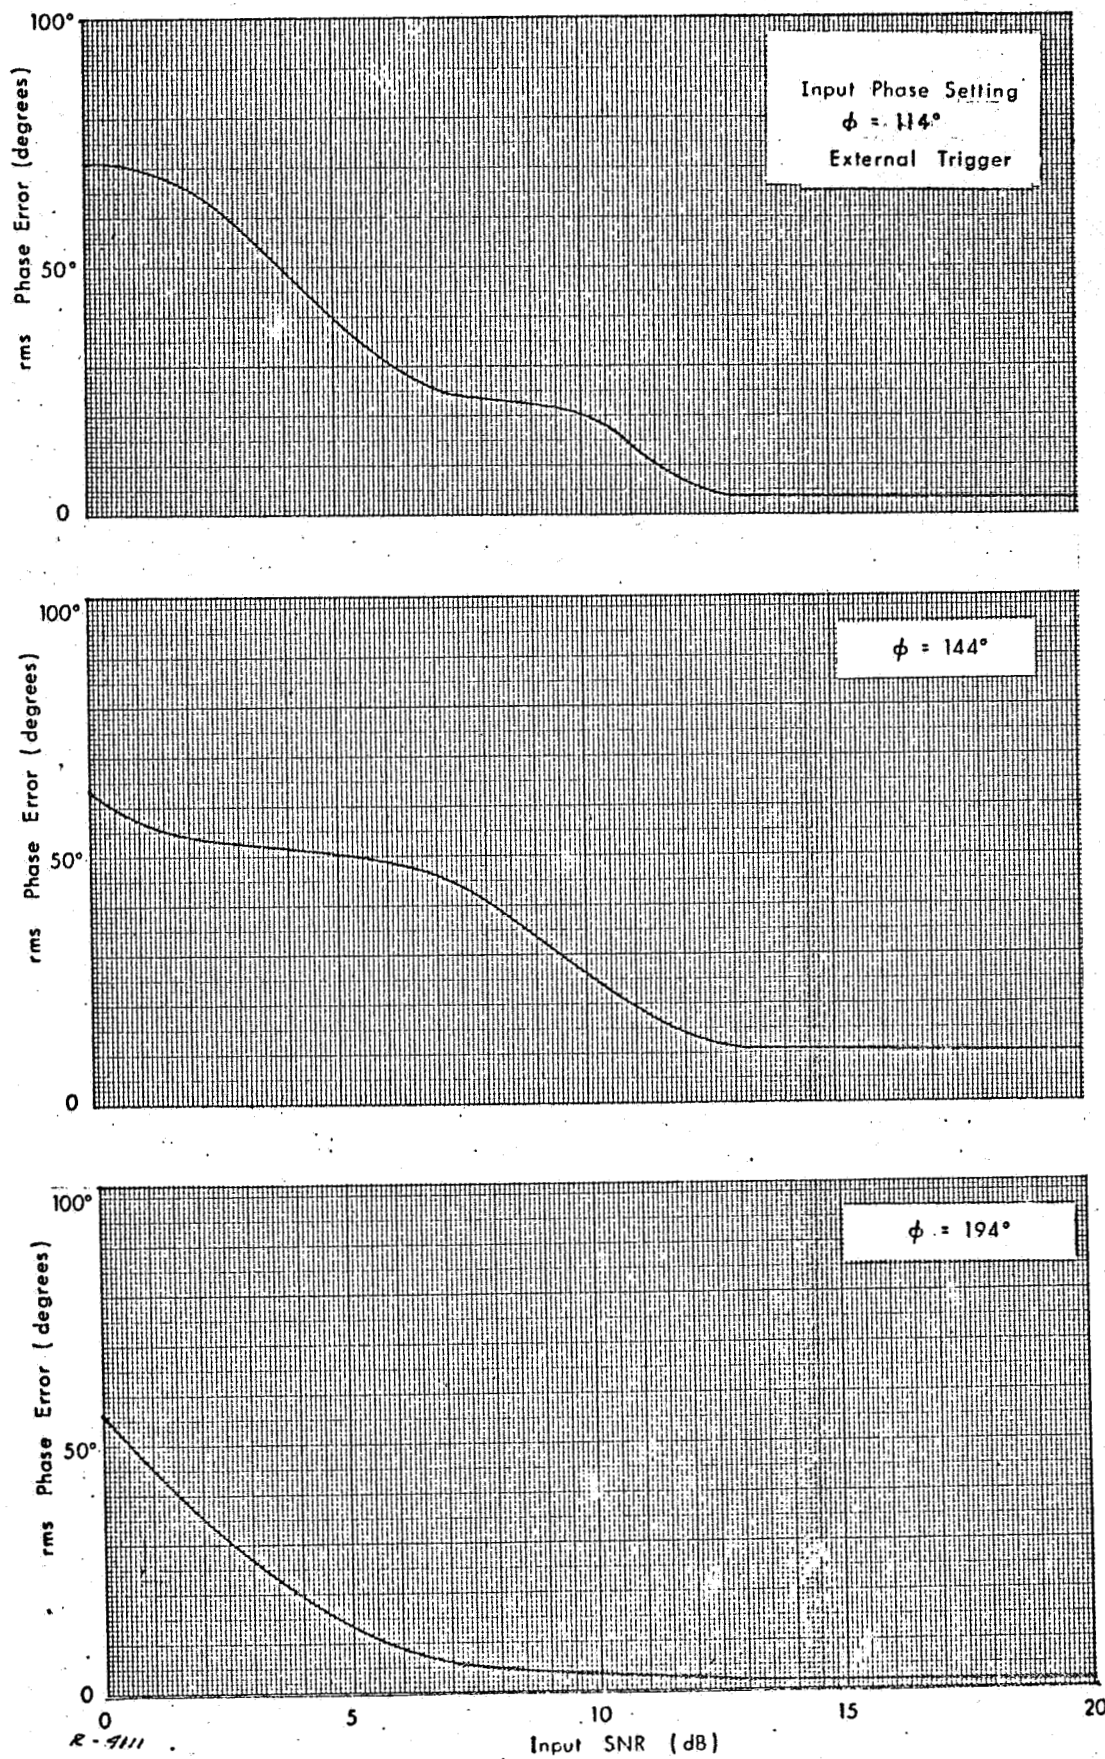 100°
50°
0
rms Phase Error (degrees)
Input Phase Setting
ϕ = 114°
External Trigger
100°
50°
0
rms Phase Error (degrees)
ϕ = 144°
100°
50°
0
rms Phase Error (degrees)
ϕ = 194°
0 5 10 15 20
Input SNR (dB)
R-4111